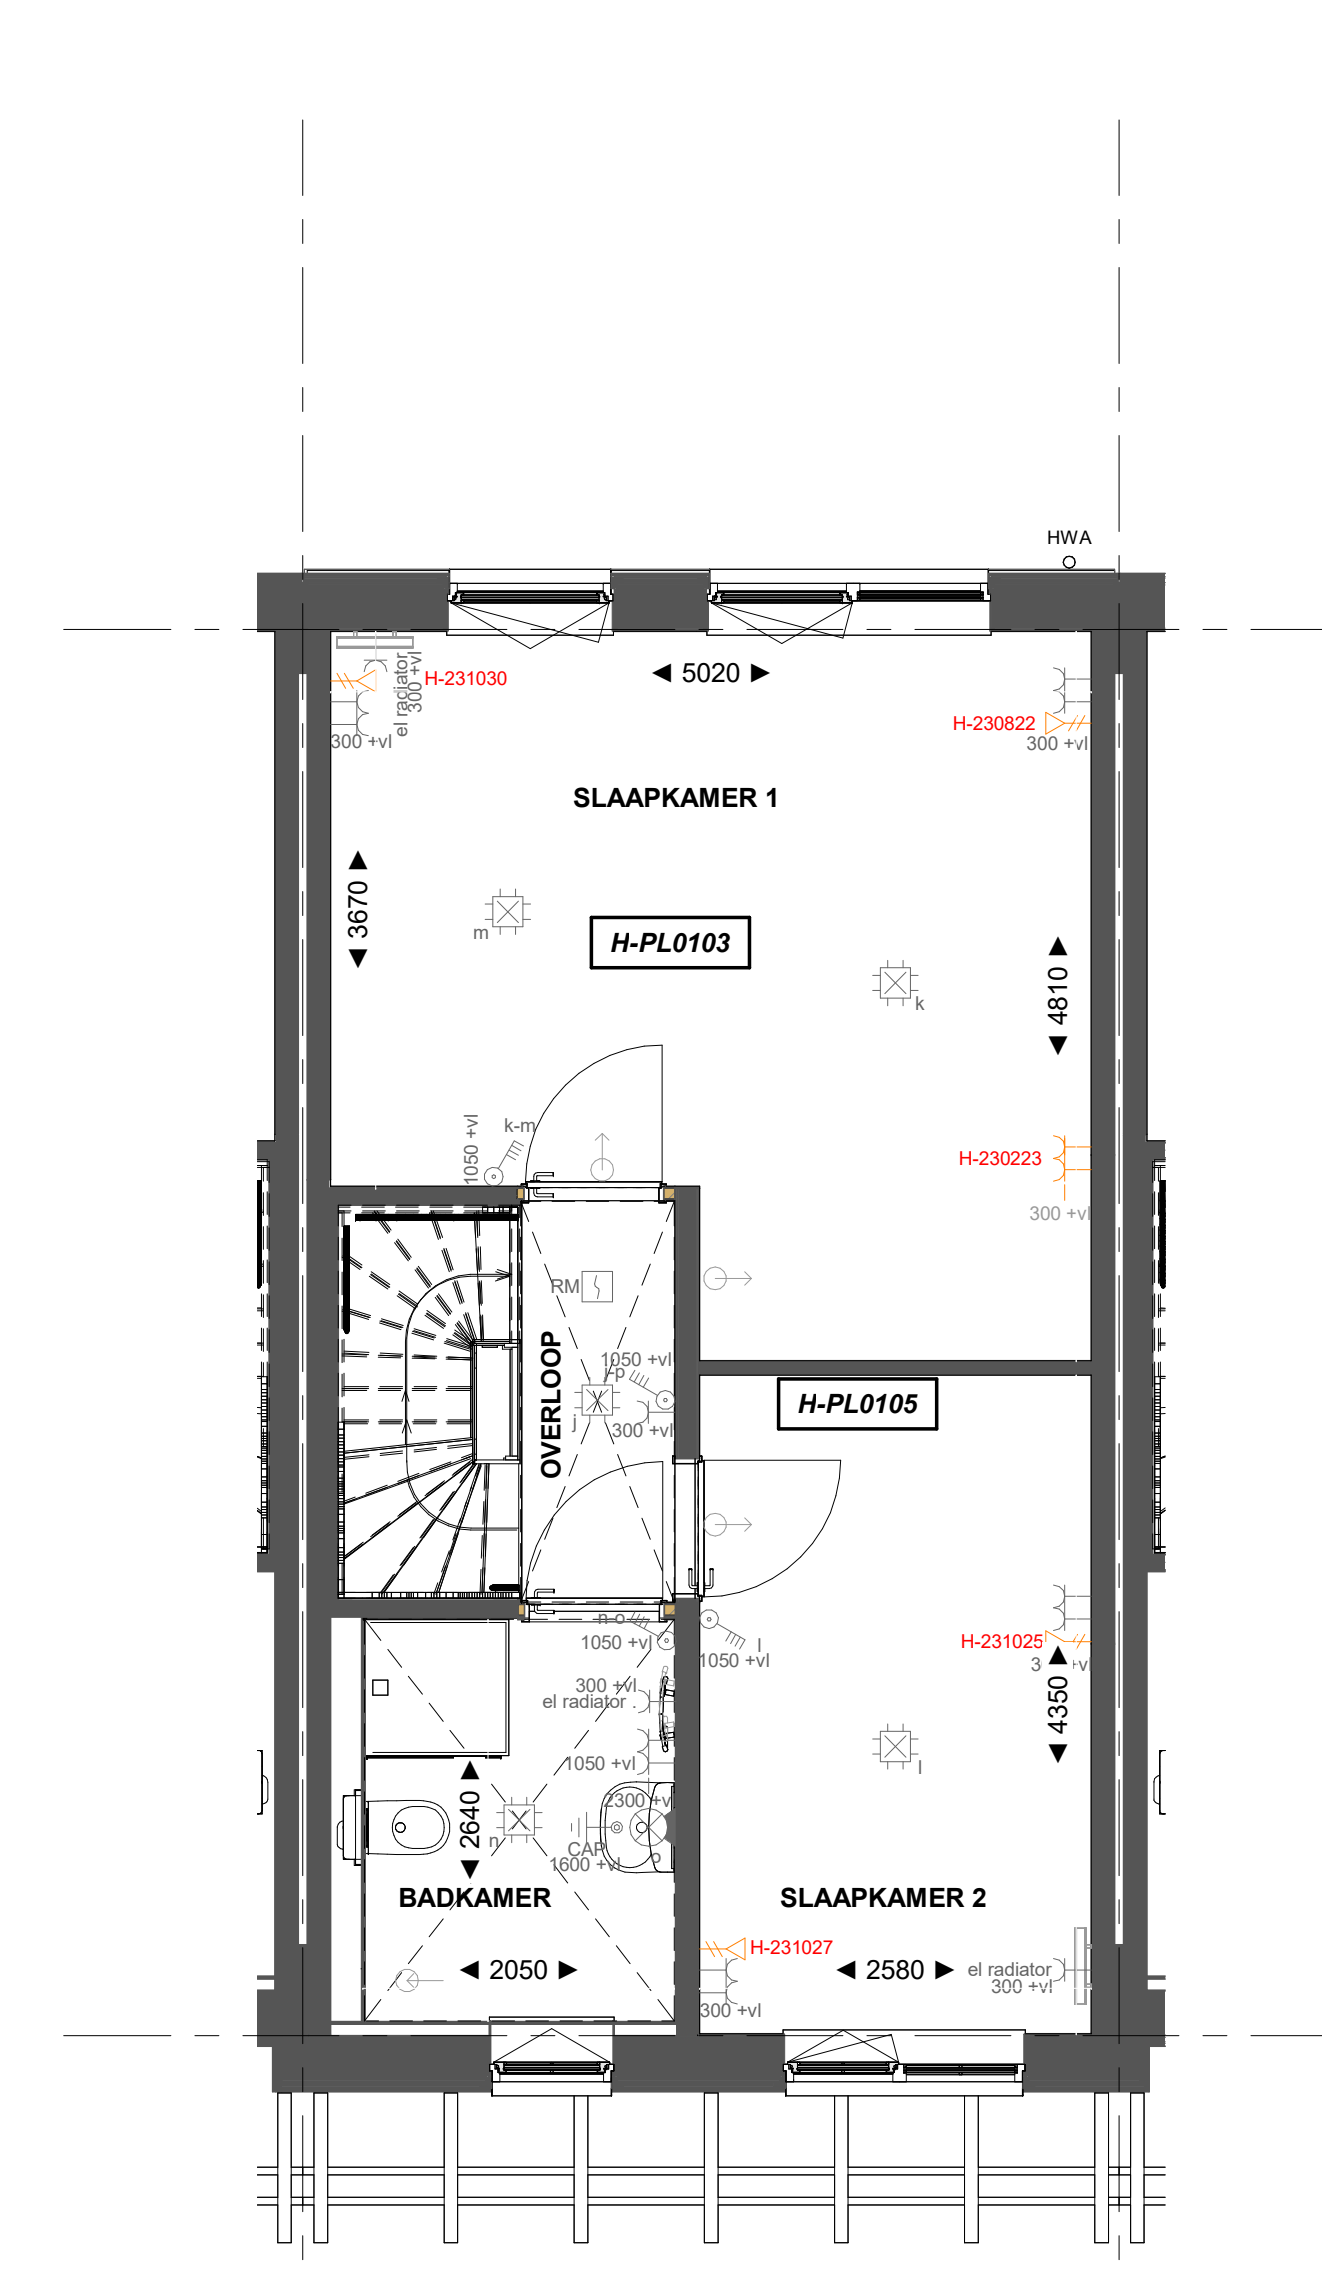 HWA
5020
el radiator
300 +vl
H-231030
300 +vl
H-230822
300 +vl
SLAAPKAMER 1
3670
m
H-PL0103
k
4810
1050 +vl
k-m
H-230223
300 +vl
RM
OVERLOOP
1050 +vl
j-p
j
300 +vl
H-PL0105
n-o
1050 +vl
l
1050 +vl
H-231025
4350
300 +vl
el radiator .
1050 +vl
l
2640
2300 +vl
n
CAP
1600 +vl
o
BADKAMER
SLAAPKAMER 2
H-231027
2050
2580
el radiator
300 +vl
300 +vl